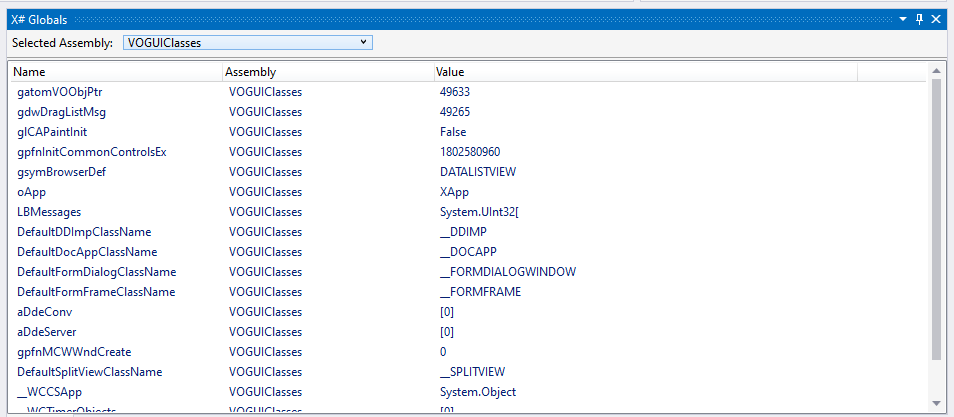 X# Globals
Selected Assembly: VOGUIClasses
Name Assembly Value
gatomVOObjPtr VOGUIClasses 49633
gdwDragListMsg VOGUIClasses 49265
glCAPaintInit VOGUIClasses False
gpfnInitCommonControlsEx VOGUIClasses 1802580960
gsymBrowserDef VOGUIClasses DATALISTVIEW
oApp VOGUIClasses XApp
LBMessages VOGUIClasses System.UInt32[
DefaultDDImpClassName VOGUIClasses __DDIMP
DefaultDocAppClassName VOGUIClasses __DOCAPP
DefaultFormDialogClassName VOGUIClasses __FORMDIALOGWINDOW
DefaultFormFrameClassName VOGUIClasses __FORMFRAME
aDdeConv VOGUIClasses [0]
aDdeServer VOGUIClasses [0]
gpfnMCWWndCreate VOGUIClasses 0
DefaultSplitViewClassName VOGUIClasses __SPLITVIEW
__WCCSApp VOGUIClasses System.Object
__WCTimerObjects VOGUIClasses [0]